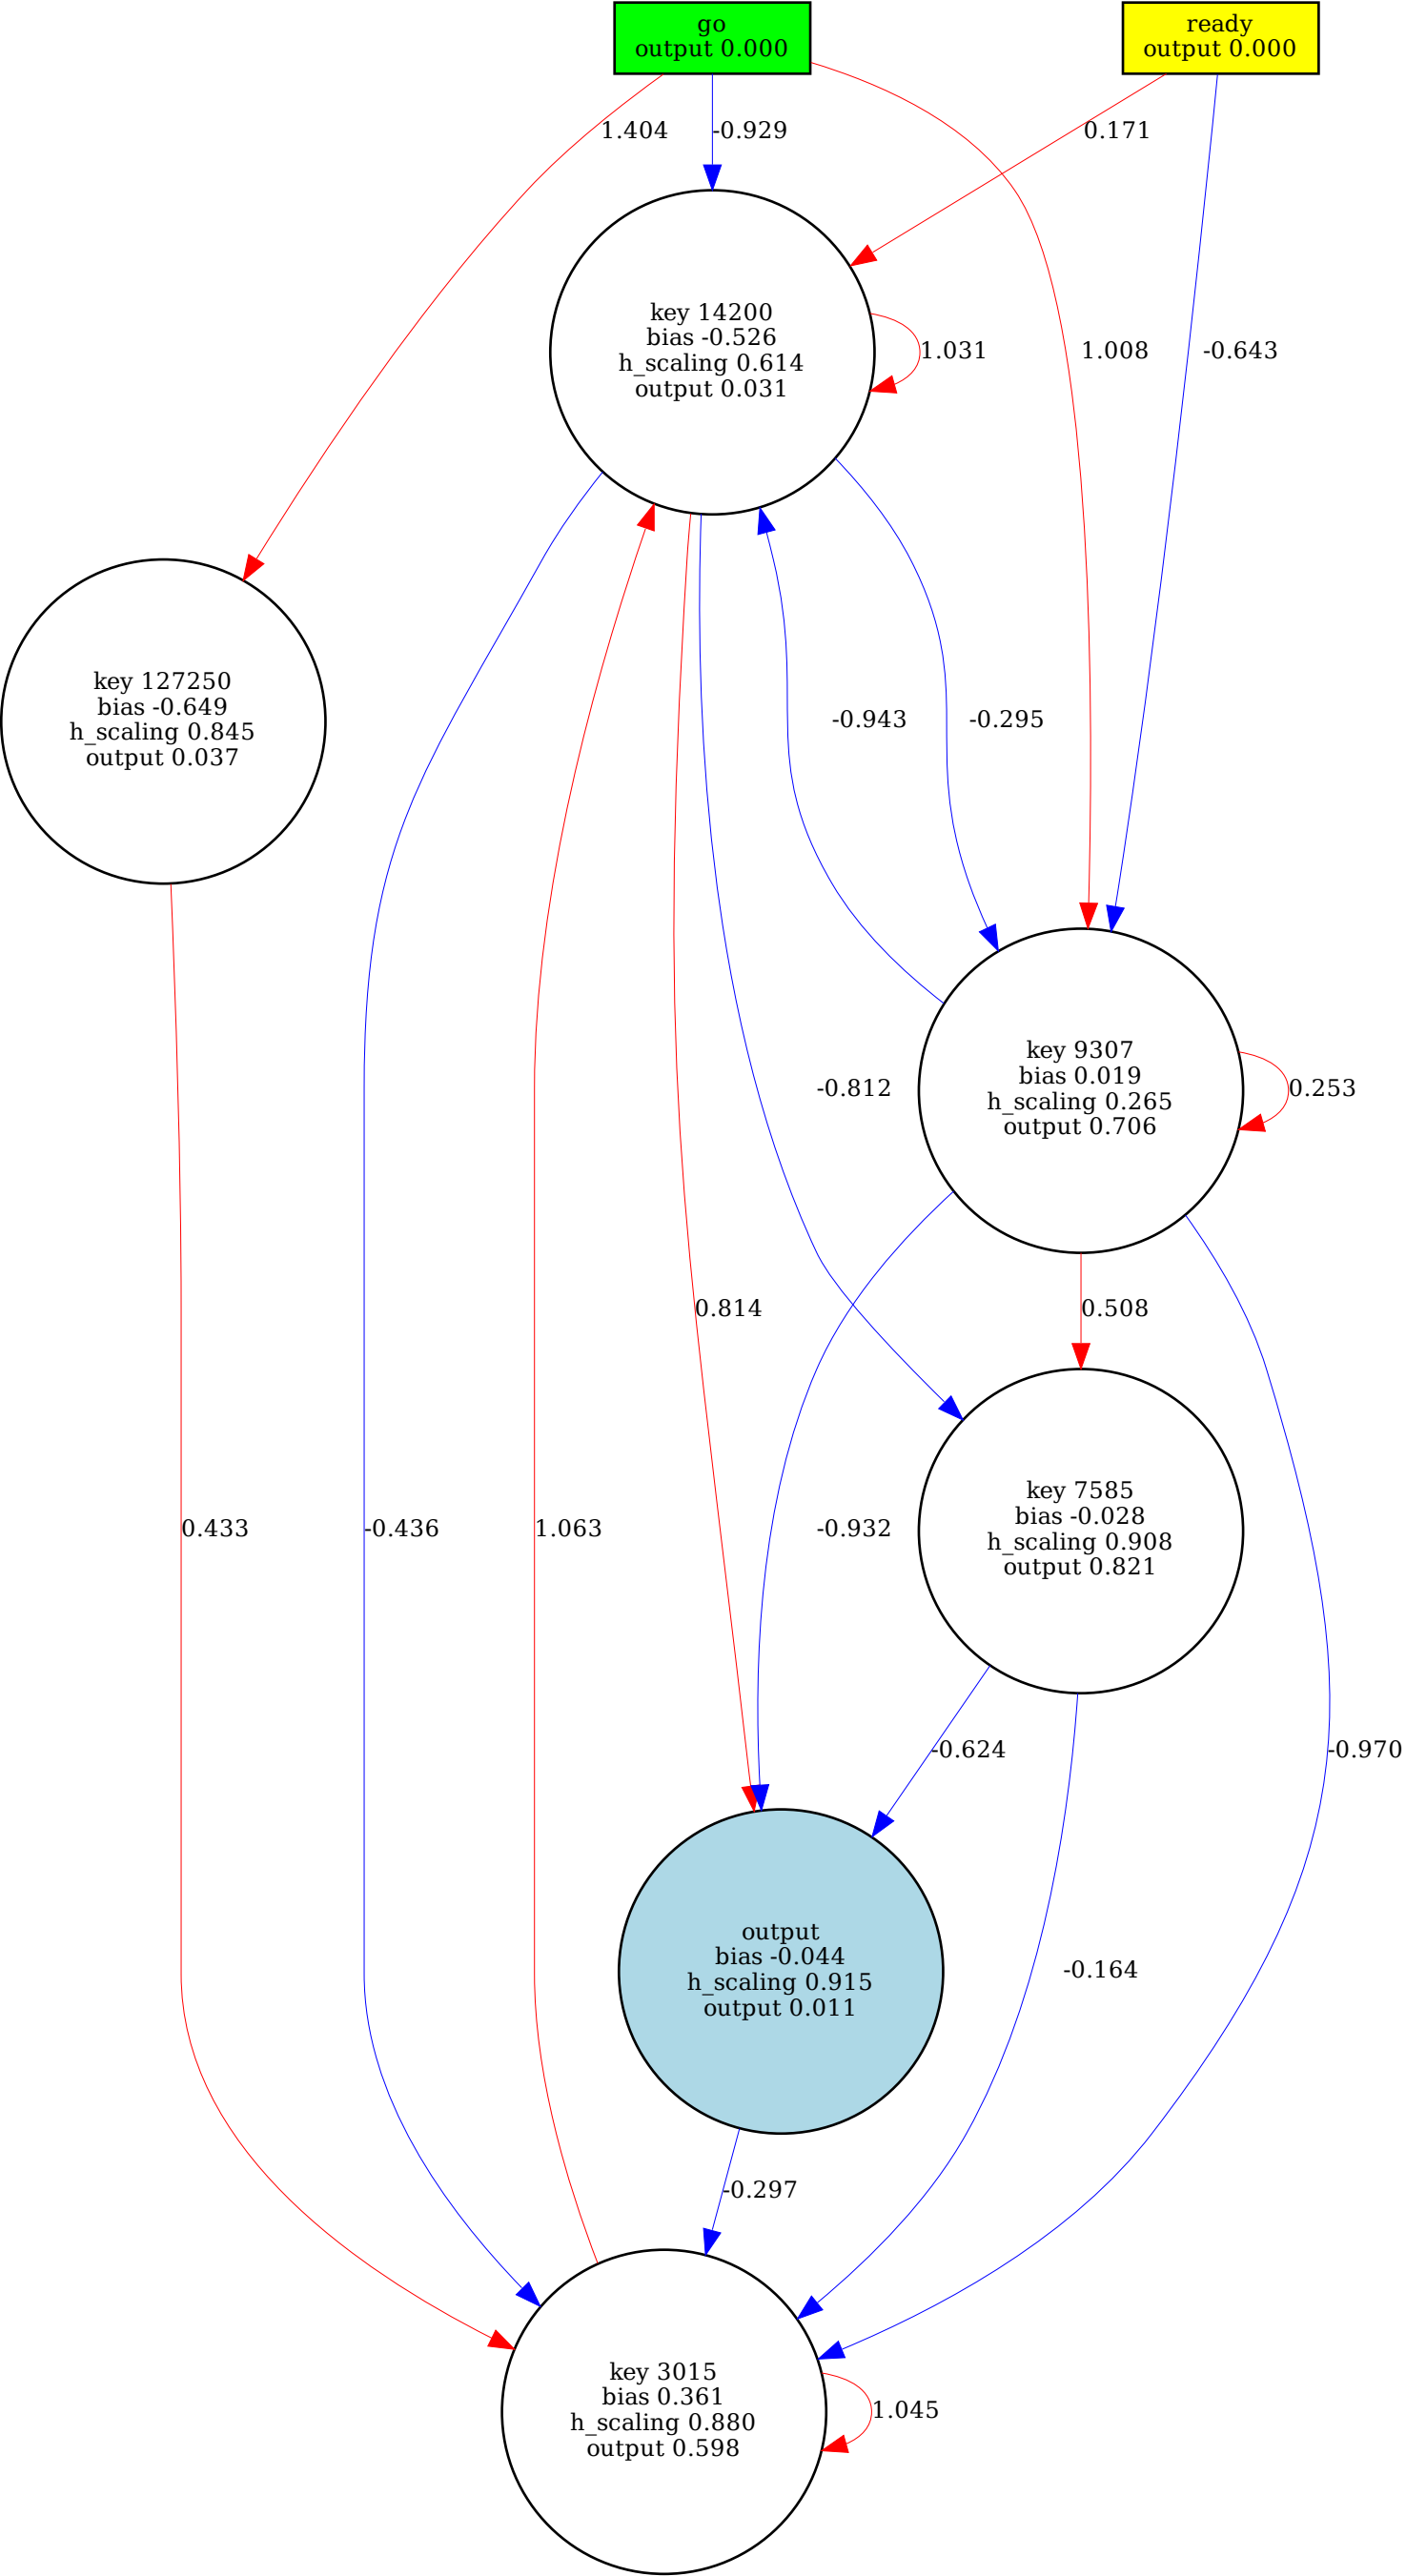 go
output 0.000
ready
output 0.000
1.404
-0.929
0.171
key 14200
bias -0.526
h_scaling 0.614
output 0.031
1.031
1.008
-0.643
key 127250
bias -0.649
h_scaling 0.845
output 0.037
-0.943
-0.295
key 9307
bias 0.019
h_scaling 0.265
output 0.706
-0.812
0.253
0.814
0.508
key 7585
bias -0.028
h_scaling 0.908
output 0.821
0.433
-0.436
1.063
-0.932
-0.624
-0.970
output
bias -0.044
h_scaling 0.915
output 0.011
-0.164
-0.297
key 3015
bias 0.361
h_scaling 0.880
output 0.598
1.045